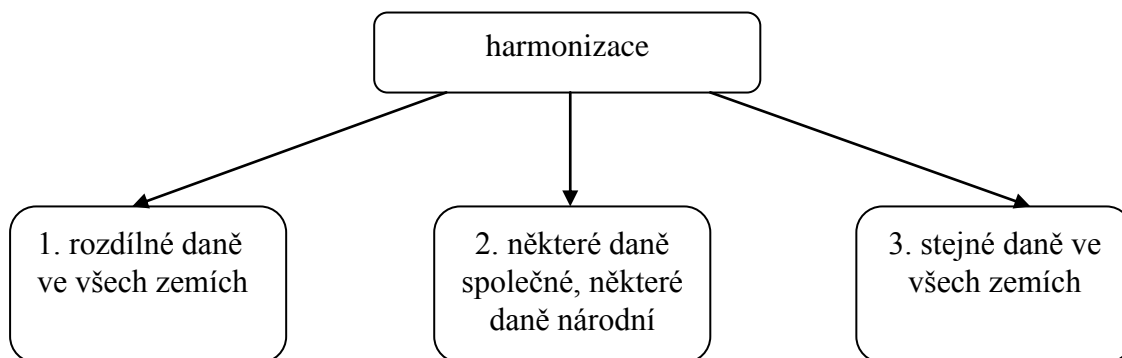 harmonizace
1. rozdílné daně
ve všech zemích
2. některé daně
společné, některé
daně národní
3. stejné daně ve
všech zemích